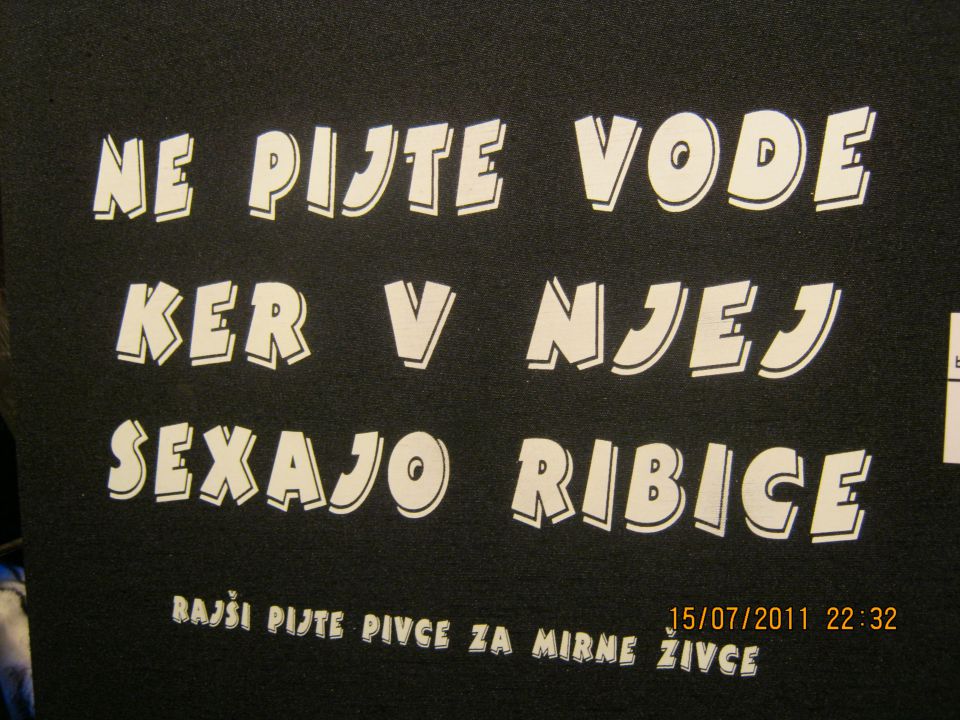 NE PIJTE VODE
KER V NJEJ
SEXAJO RIBICE
RAJŠI PIJTE PIVCE ZA MIRNE ŽIVCE
15/07/2011 22:32